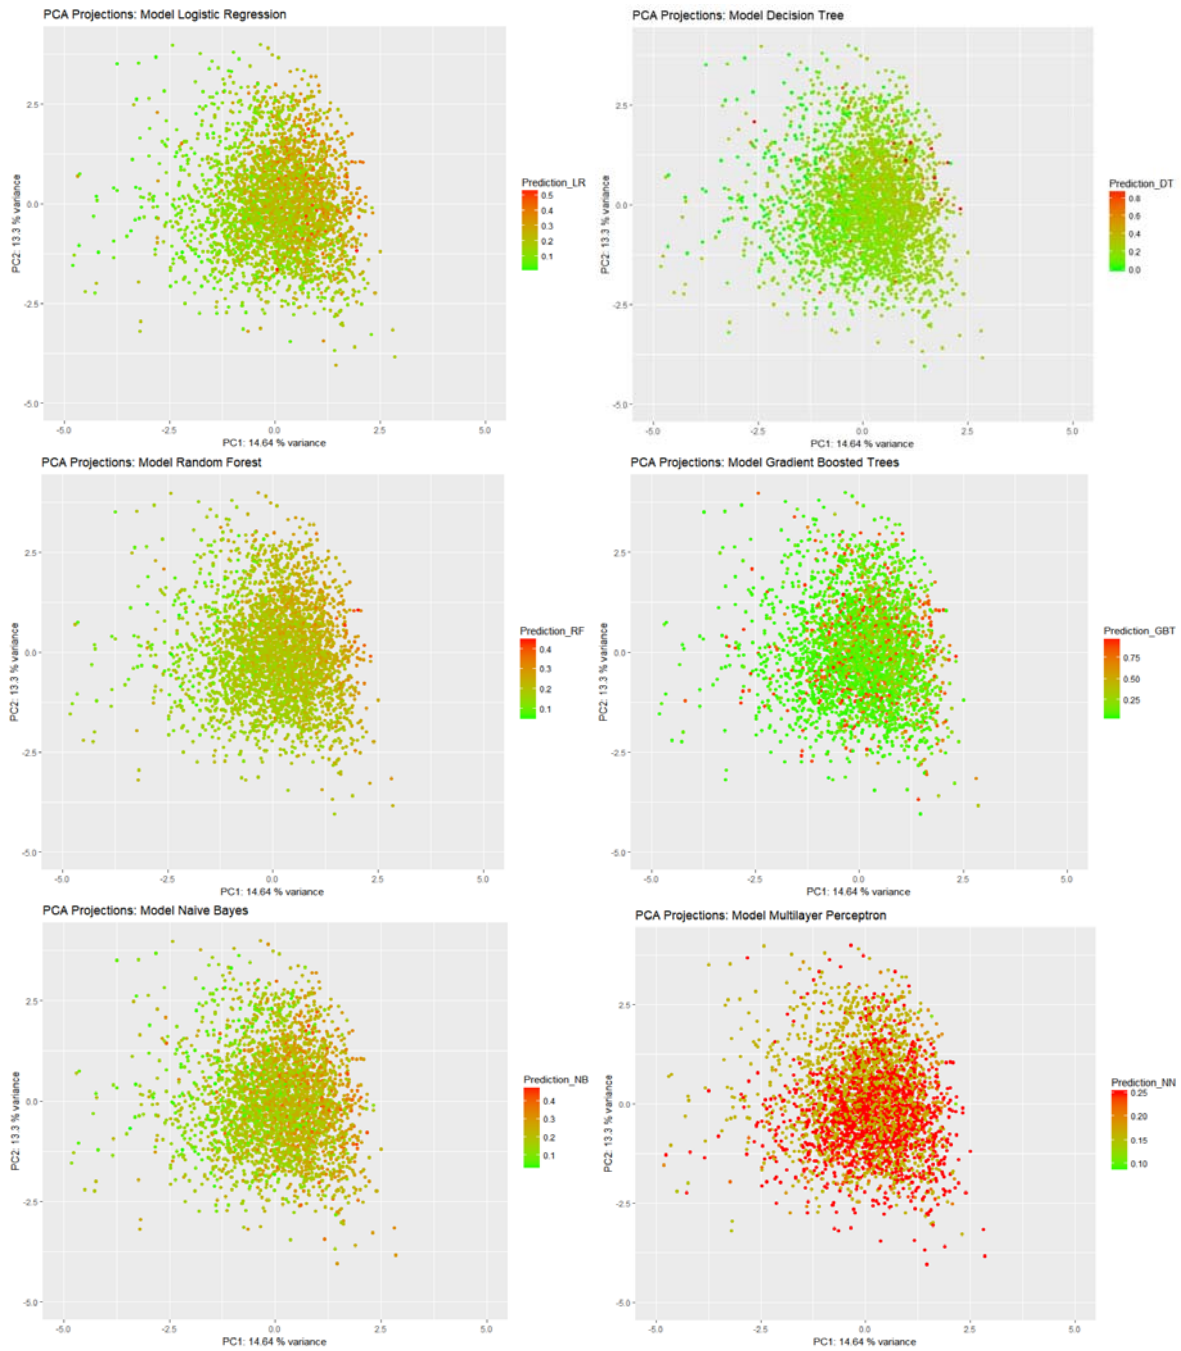 PCA Projections: Model Logistic Regression
2.5
0.0
-2.5
-5.0
PC2: 13.3 % variance
-5.0 -2.5 0.0 2.5 5.0
PC1: 14.64 % variance
Prediction_LR
0.5
0.4
0.3
0.2
0.1
PCA Projections: Model Decision Tree
2.5
0.0
-2.5
-5.0
PC2: 13.3 % variance
-5.0 -2.5 0.0 2.5 5.0
PC1: 14.64 % variance
Prediction_DT
0.8
0.6
0.4
0.2
0.0
PCA Projections: Model Random Forest
2.5
0.0
-2.5
-5.0
PC2: 13.3 % variance
-5.0 -2.5 0.0 2.5 5.0
PC1: 14.64 % variance
Prediction_RF
0.4
0.3
0.2
0.1
PCA Projections: Model Gradient Boosted Trees
2.5
0.0
-2.5
-5.0
PC2: 13.3 % variance
-5.0 -2.5 0.0 2.5 5.0
PC1: 14.64 % variance
Prediction_GBT
0.75
0.50
0.25
PCA Projections: Model Naive Bayes
2.5
0.0
-2.5
-5.0
PC2: 13.3 % variance
-5.0 -2.5 0.0 2.5 5.0
PC1: 14.64 % variance
Prediction_NB
0.4
0.3
0.2
0.1
PCA Projections: Model Multilayer Perceptron
2.5
0.0
-2.5
-5.0
PC2: 13.3 % variance
-5.0 -2.5 0.0 2.5 5.0
PC1: 14.64 % variance
Prediction_NN
0.25
0.20
0.15
0.10